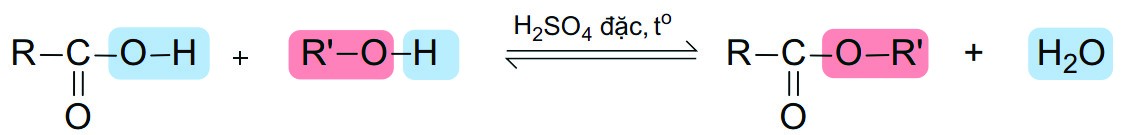 R–C–O–H + R'–O–H H₂SO₄ đặc, tº R–C–O–R' + H₂O
O O